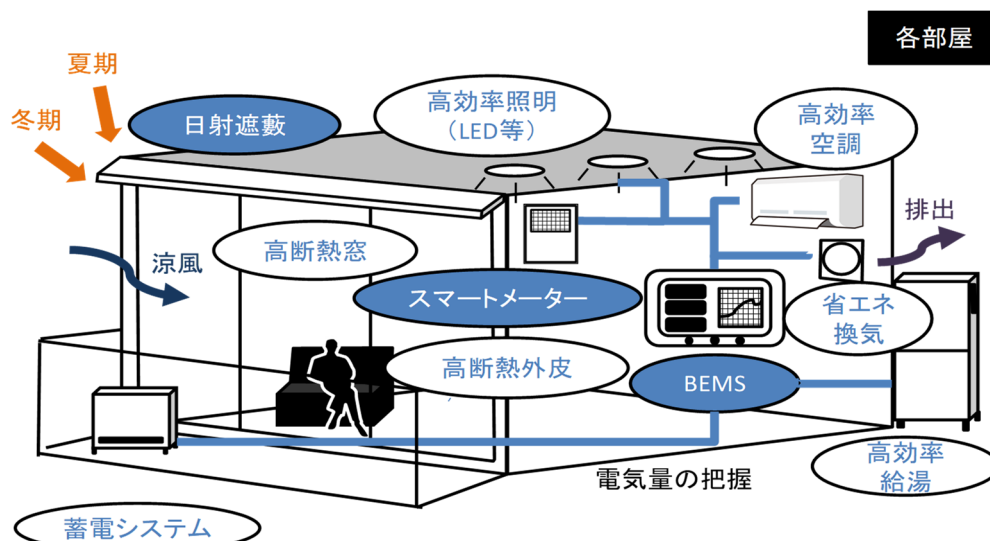 各部屋
夏期
冬期
日射遮蔽
高効率照明
（LED等）
高効率
空調
高断熱窓
涼風
排出
スマートメーター
省エネ
換気
高断熱外皮
BEMS
高効率
給湯
電気量の把握
蓄電システム